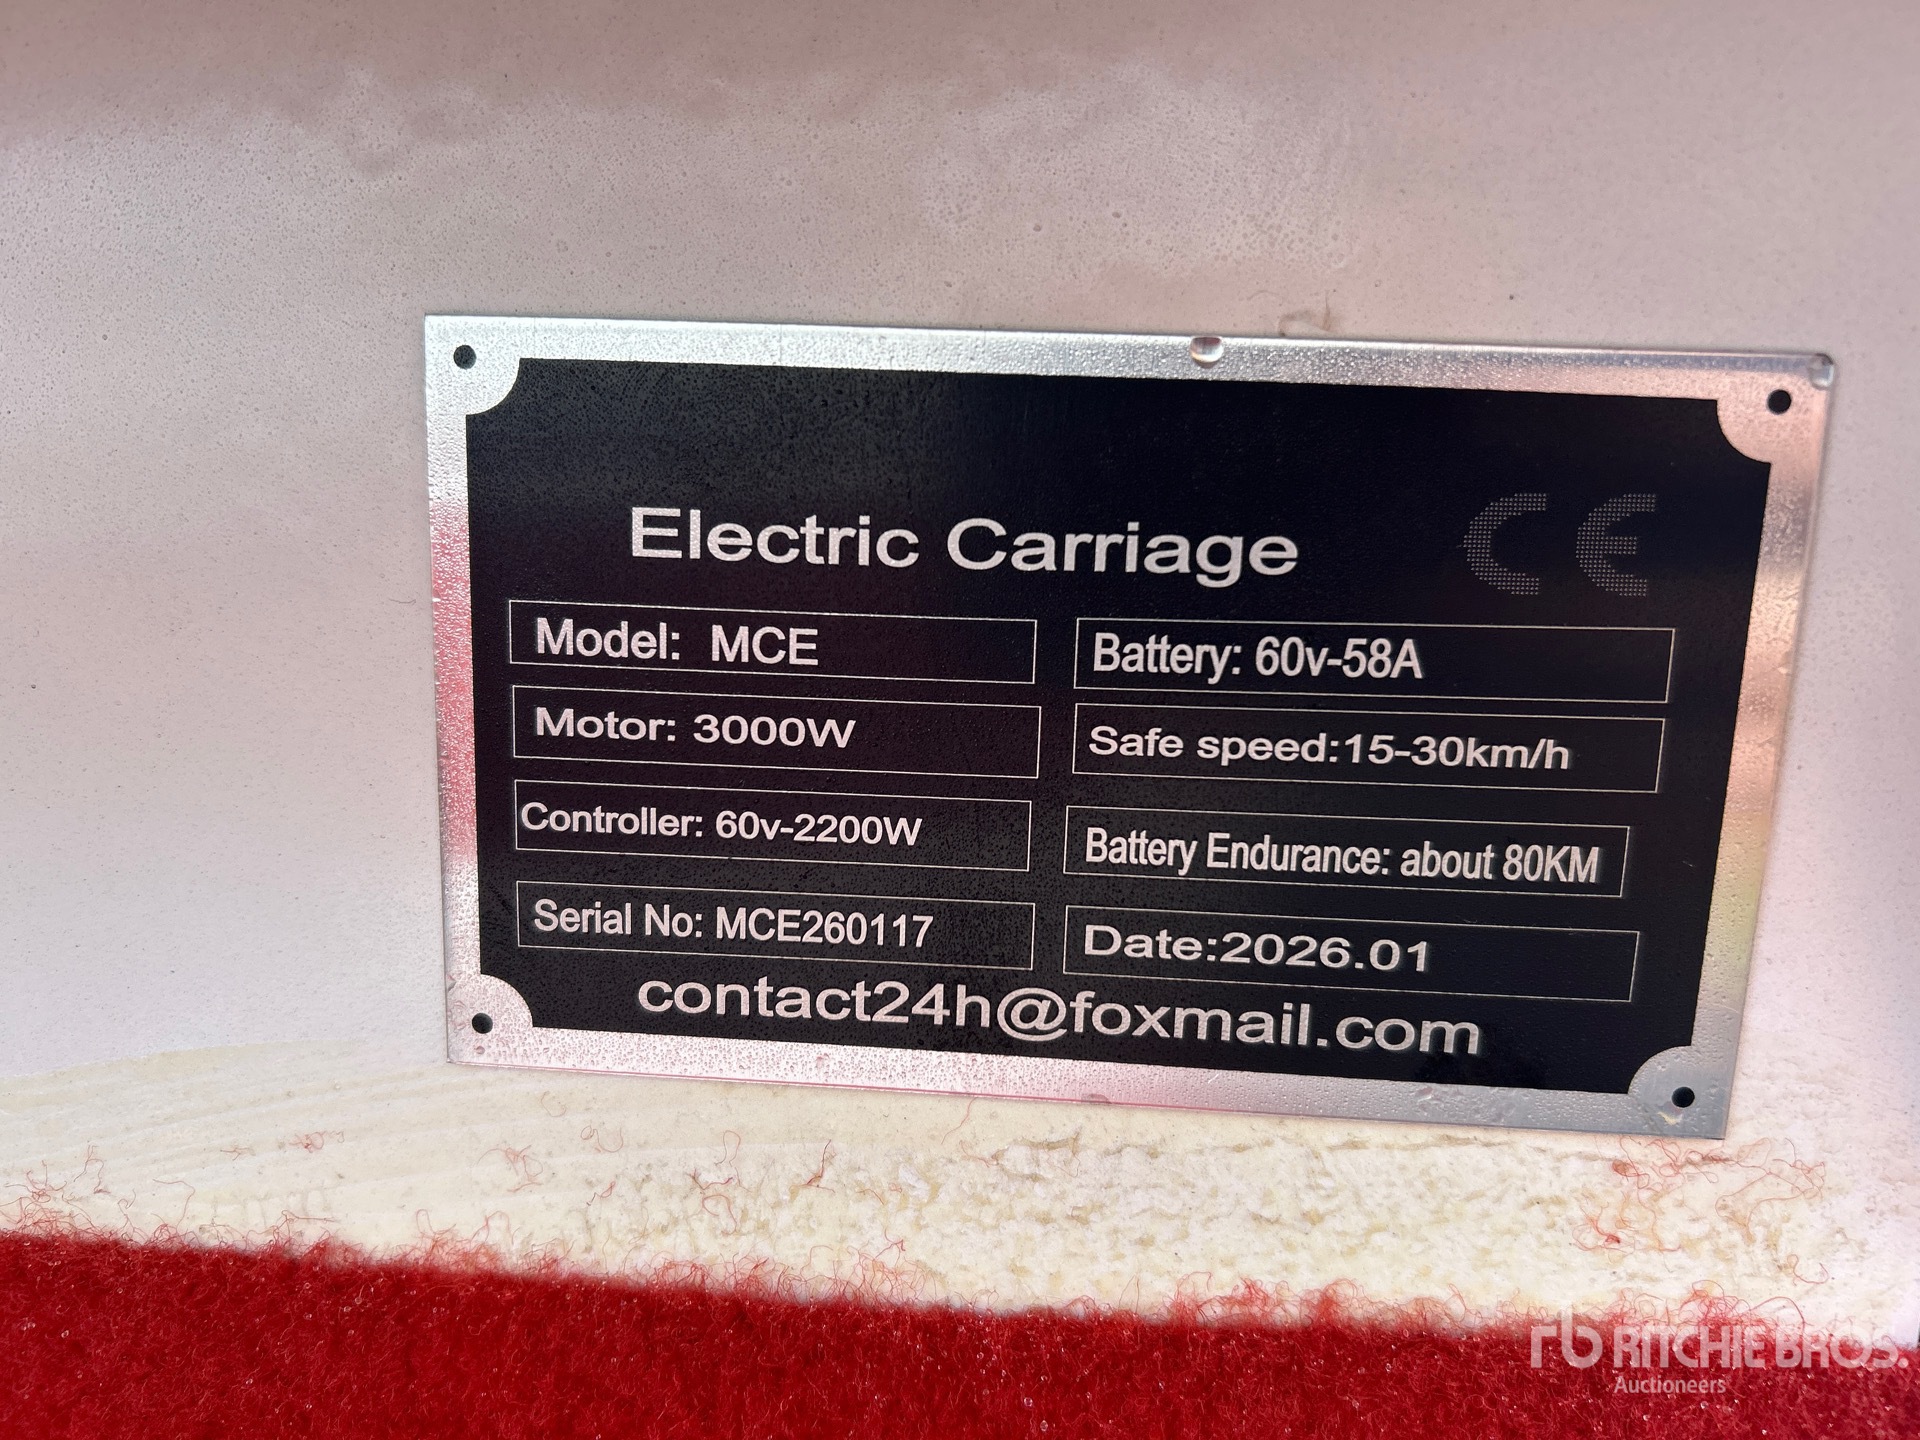 Electric Carriage CE
Model: MCE
Battery: 60v-58A
Motor: 3000W
Safe speed:15-30km/h
Controller: 60v-2200W
Battery Endurance: about 80KM
Serial No: MCE260117
Date:2026.01
contact24h@foxmail.com
rb RITCHIE BROS.
Auctioneers